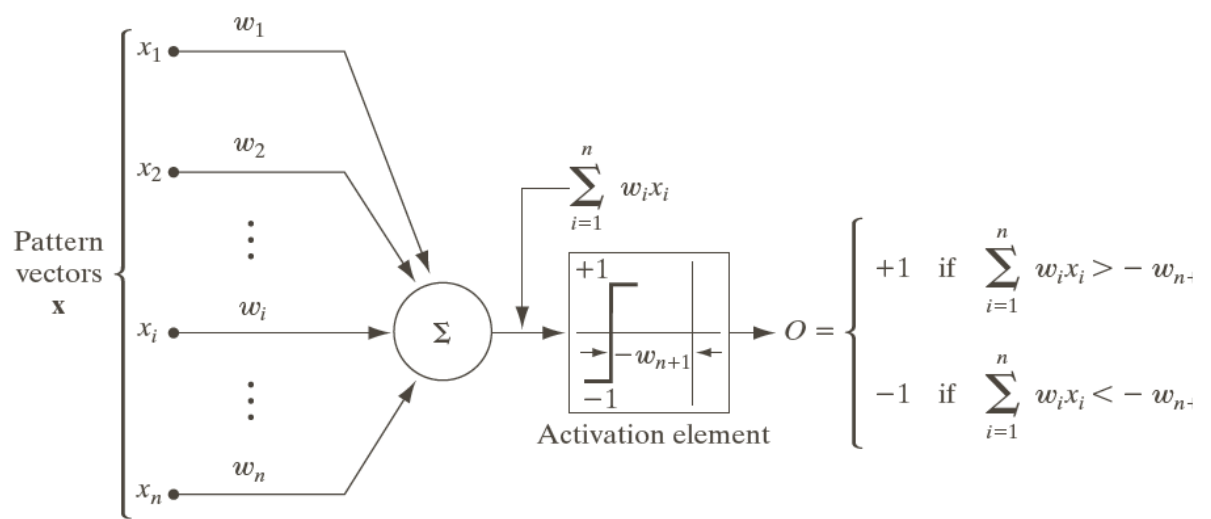 w₁
x₁
w₂
x₂
⋮
Pattern
vectors
x
wᵢ
xᵢ
⋮
wₙ
xₙ
Σ
n
∑ wᵢxᵢ
i=1
+1
−wₙ₊₁
−1
Activation element
O =
n
+1 if ∑ wᵢxᵢ > − wₙ₊
i=1
n
−1 if ∑ wᵢxᵢ < − wₙ₊
i=1